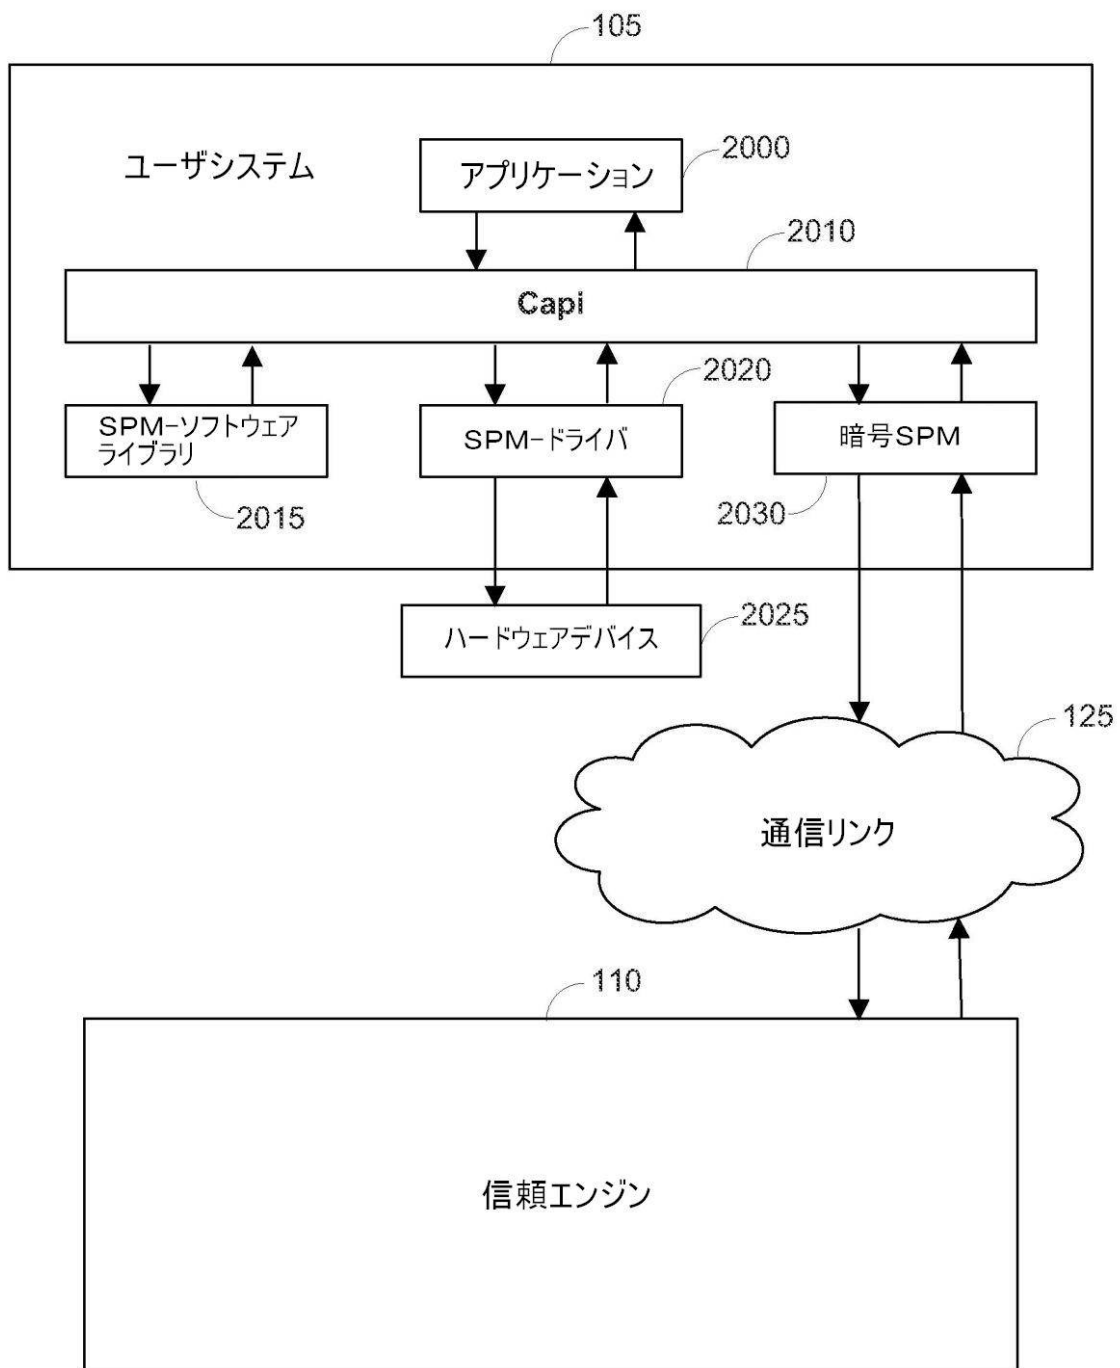 105
ユーザシステム
アプリケーション
2000
2010
Capi
2020
SPM-ソフトウェア
ライブラリ
SPM-ドライバ
暗号SPM
2015
2030
ハードウェアデバイス
2025
125
通信リンク
110
信頼エンジン